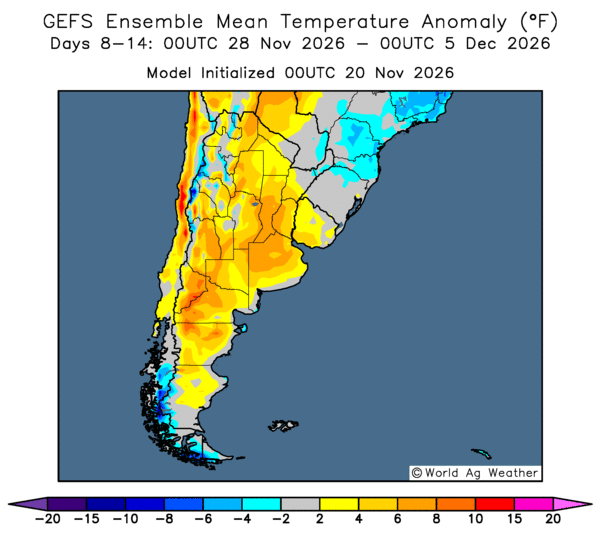 GEFS Ensemble Mean Temperature Anomaly (°F)
Days 8-14: 00UTC 28 Nov 2026 - 00UTC 5 Dec 2026
Model Initialized 00UTC 20 Nov 2026
© World Ag Weather
-20 -15 -10 -8 -6 -4 -2 2 4 6 8 10 15 20